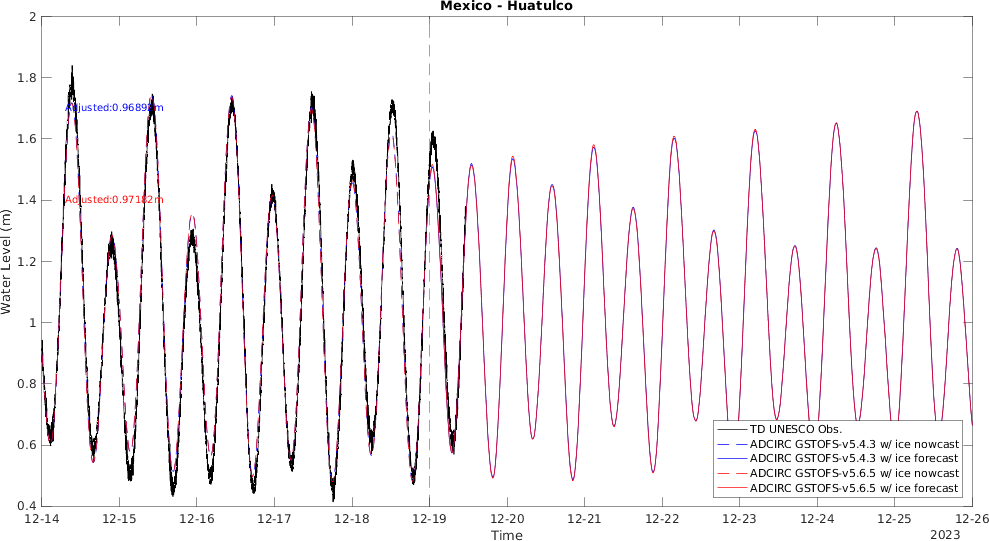 Mexico - Huatulco
2
1.8
1.6
1.4
1.2
1
0.8
0.6
0.4
Water Level (m)
Adjusted:0.97182m
TD UNESCO Obs.
ADCIRC GSTOFS-v5.4.3 w/ ice nowcast
ADCIRC GSTOFS-v5.4.3 w/ ice forecast
ADCIRC GSTOFS-v5.6.5 w/ ice nowcast
ADCIRC GSTOFS-v5.6.5 w/ ice forecast
12-14 12-15 12-16 12-17 12-18 12-19 12-20 12-21 12-22 12-23 12-24 12-25 12-26
Time
2023